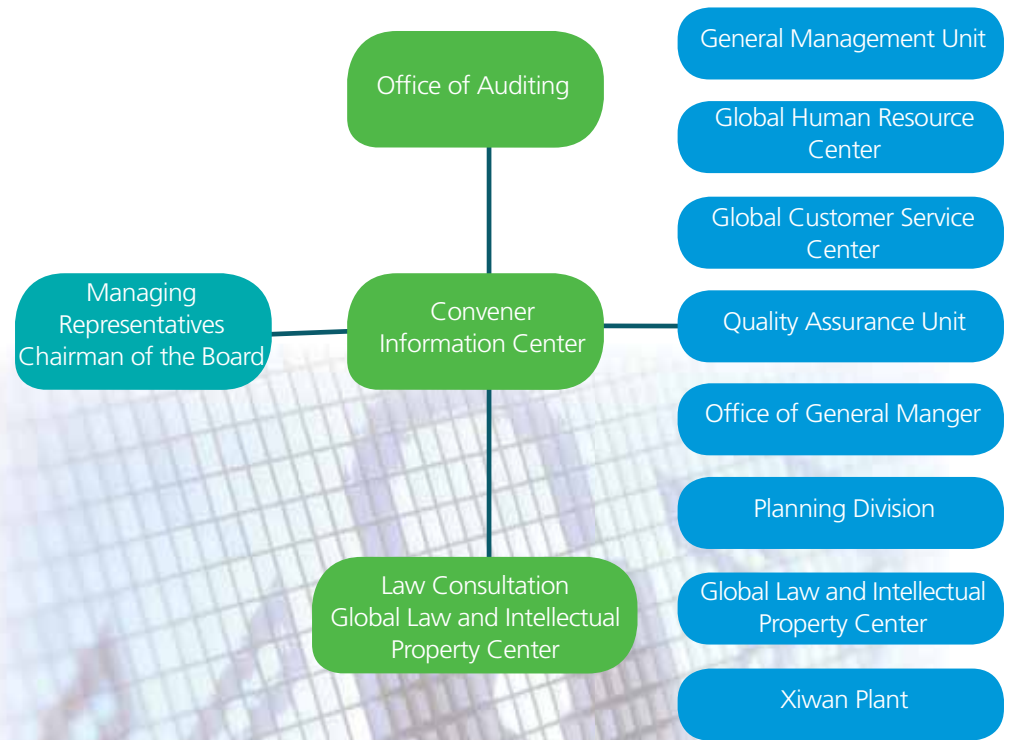 Office of Auditing
Managing
Representatives
Chairman of the Board
Convener
Information Center
Law Consultation
Global Law and Intellectual
Property Center
General Management Unit
Global Human Resource
Center
Global Customer Service
Center
Quality Assurance Unit
Office of General Manger
Planning Division
Global Law and Intellectual
Property Center
Xiwan Plant